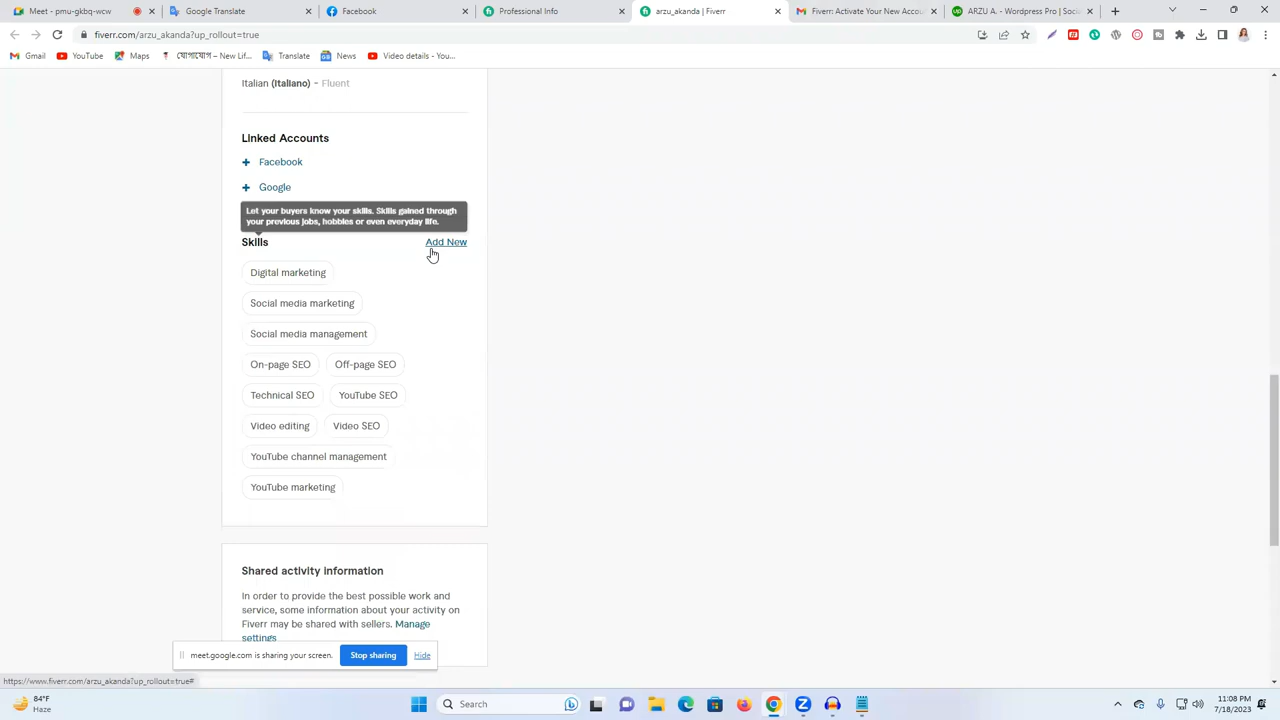 Meet - pmu-gkbq-wcw
Google Translate
Facebook
Professional Info
arzu_akanda | Fiverr
Fiverr: Activate Your New Accou
ARZU A. - Wordpress Pro | Soci
fiverr.com/arzu_akanda?up_rollout=true
Gmail
YouTube
Maps
যোগাযোগ – New Lif...
Translate
News
Video details - You...
Italian (Italiano) - Fluent
Linked Accounts
+ Facebook
+ Google
Let your buyers know your skills. Skills gained through
your previous jobs, hobbies or even everyday life.
Skills
Add New
Digital marketing
Social media marketing
Social media management
On-page SEO
Off-page SEO
Technical SEO
YouTube SEO
Video editing
Video SEO
YouTube channel management
YouTube marketing
Shared activity information
In order to provide the best possible work and
service, some information about your activity on
Fiverr may be shared with sellers. Manage
settings
meet.google.com is sharing your screen.
Stop sharing
Hide
https://www.fiverr.com/arzu_akanda?up_rollout=true#
84°F
Haze
Search
11:08 PM
7/18/2023